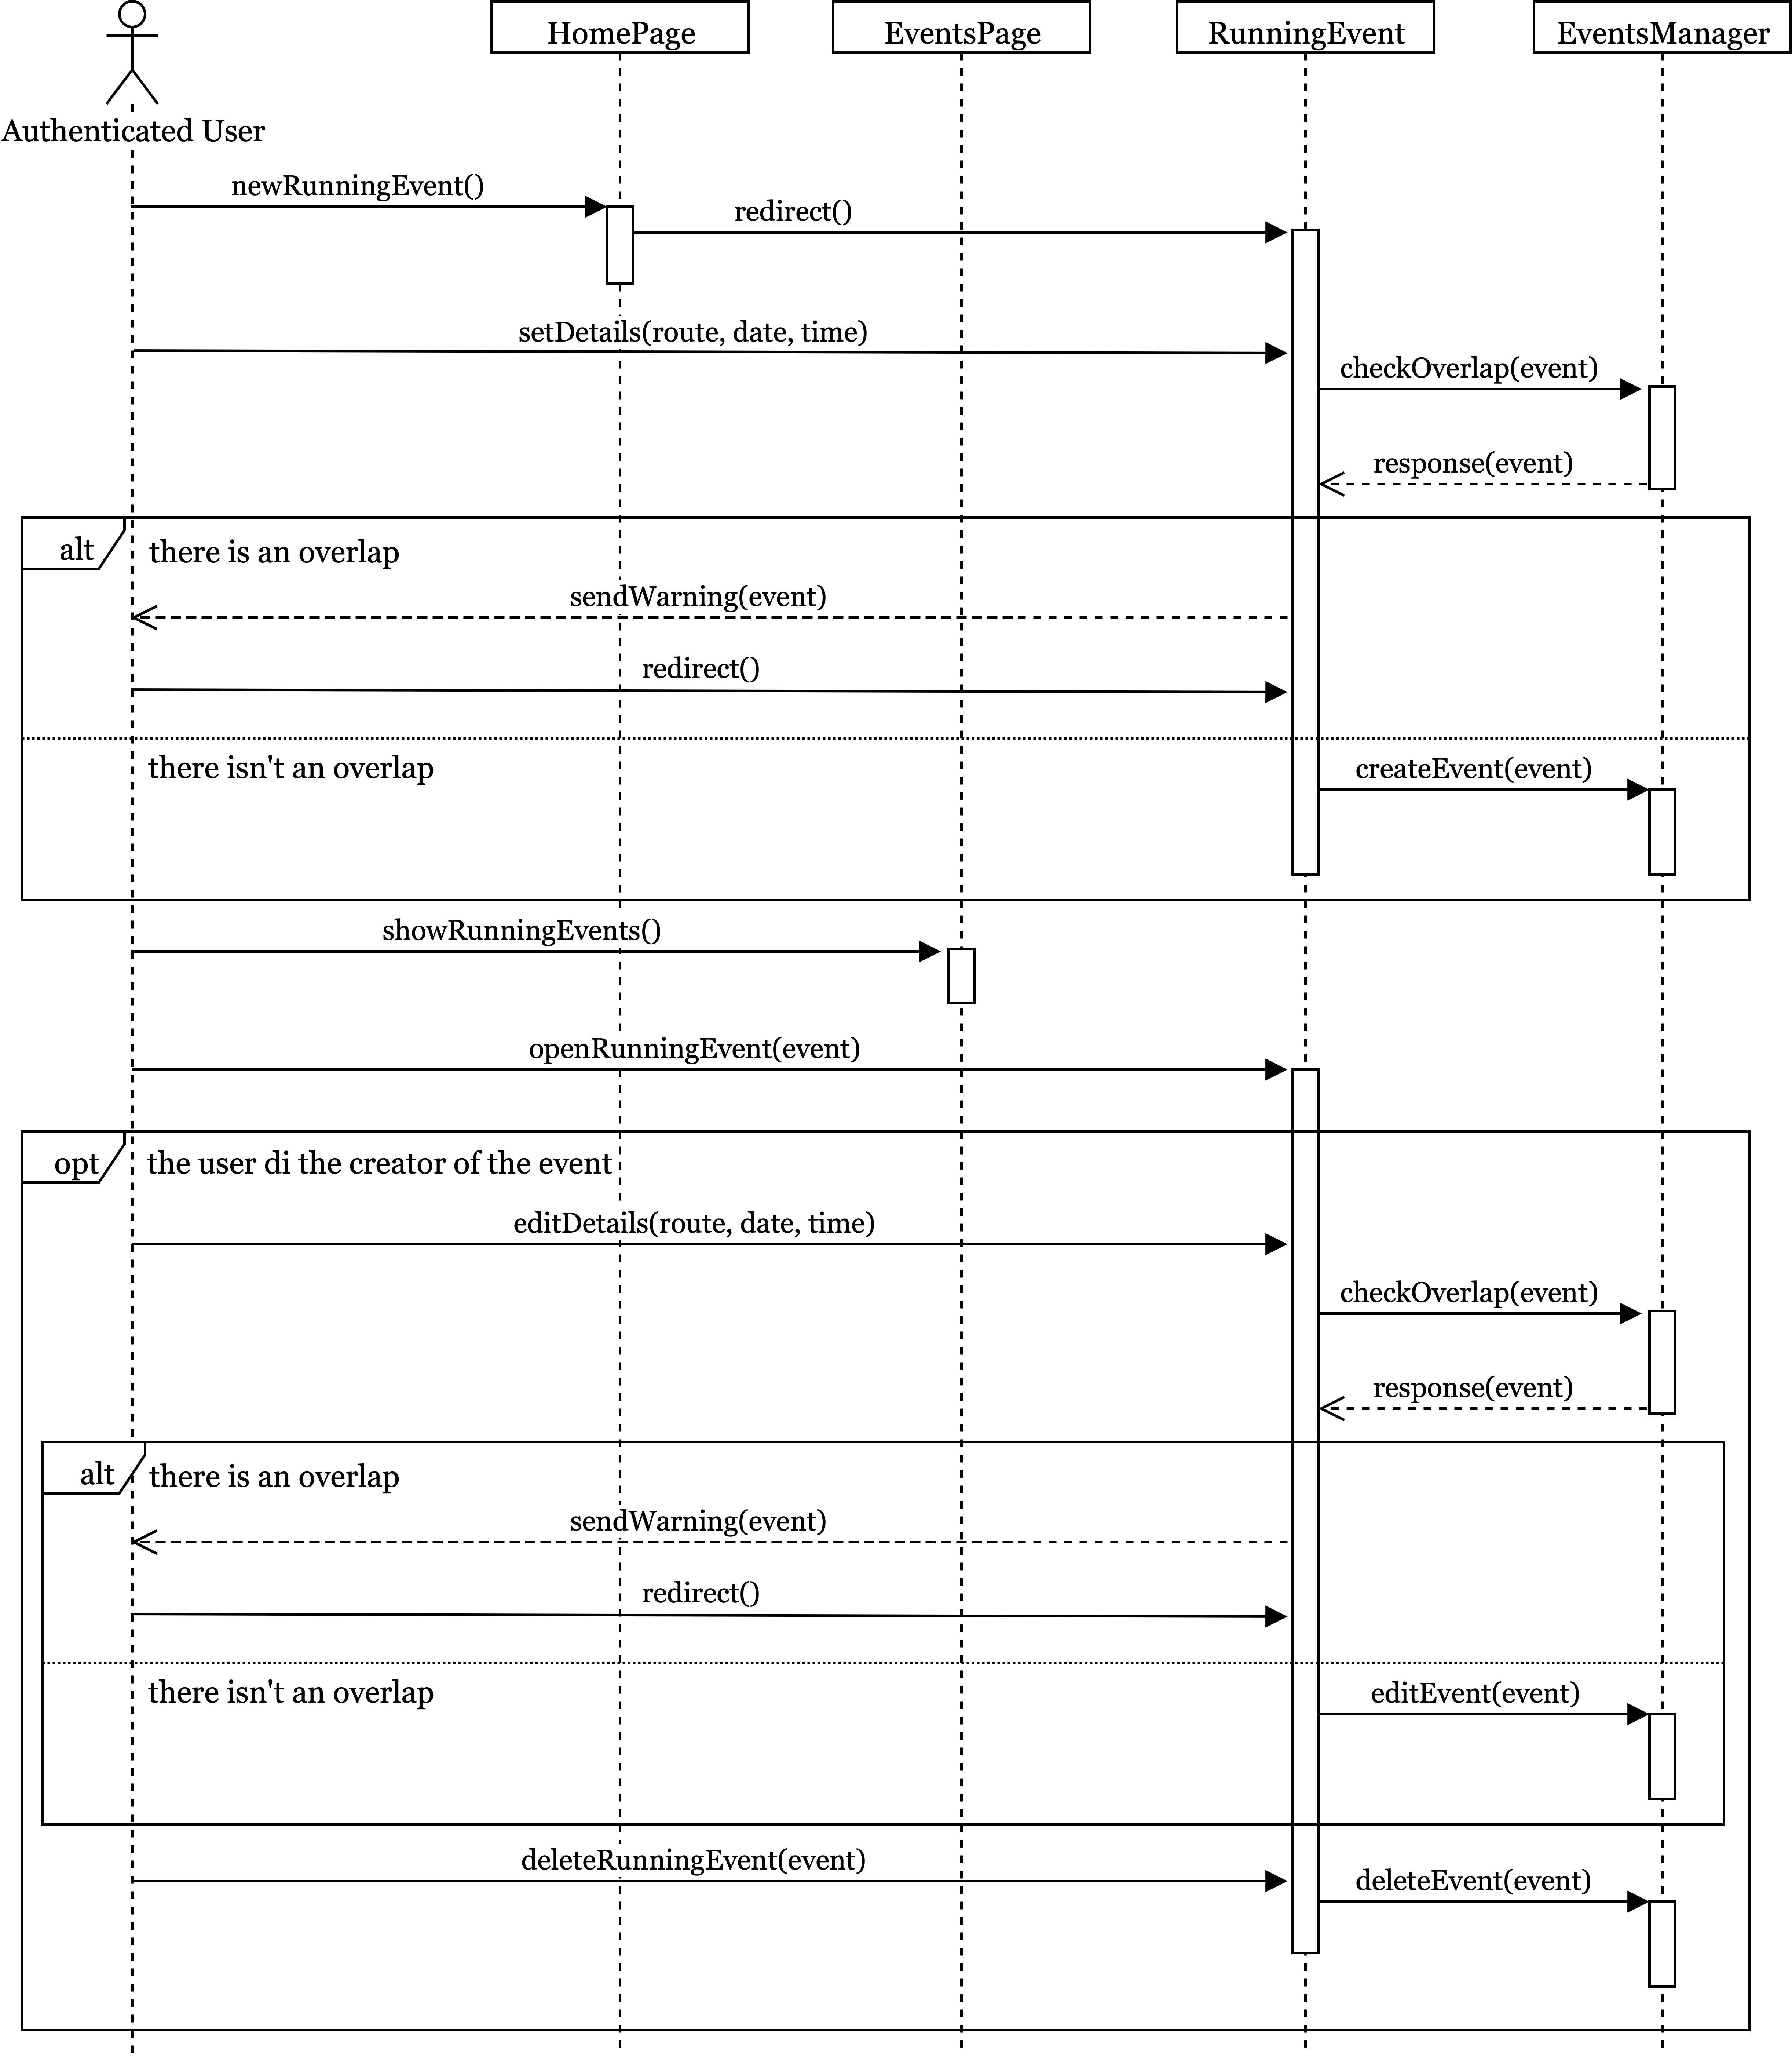 HomePage
EventsPage
RunningEvent
EventsManager
Authenticated User
newRunningEvent()
redirect()
setDetails(route, date, time)
checkOverlap(event)
response(event)
alt
there is an overlap
sendWarning(event)
redirect()
there isn't an overlap
createEvent(event)
showRunningEvents()
openRunningEvent(event)
opt
the user di the creator of the event
editDetails(route, date, time)
checkOverlap(event)
response(event)
alt
there is an overlap
sendWarning(event)
redirect()
there isn't an overlap
editEvent(event)
deleteRunningEvent(event)
deleteEvent(event)